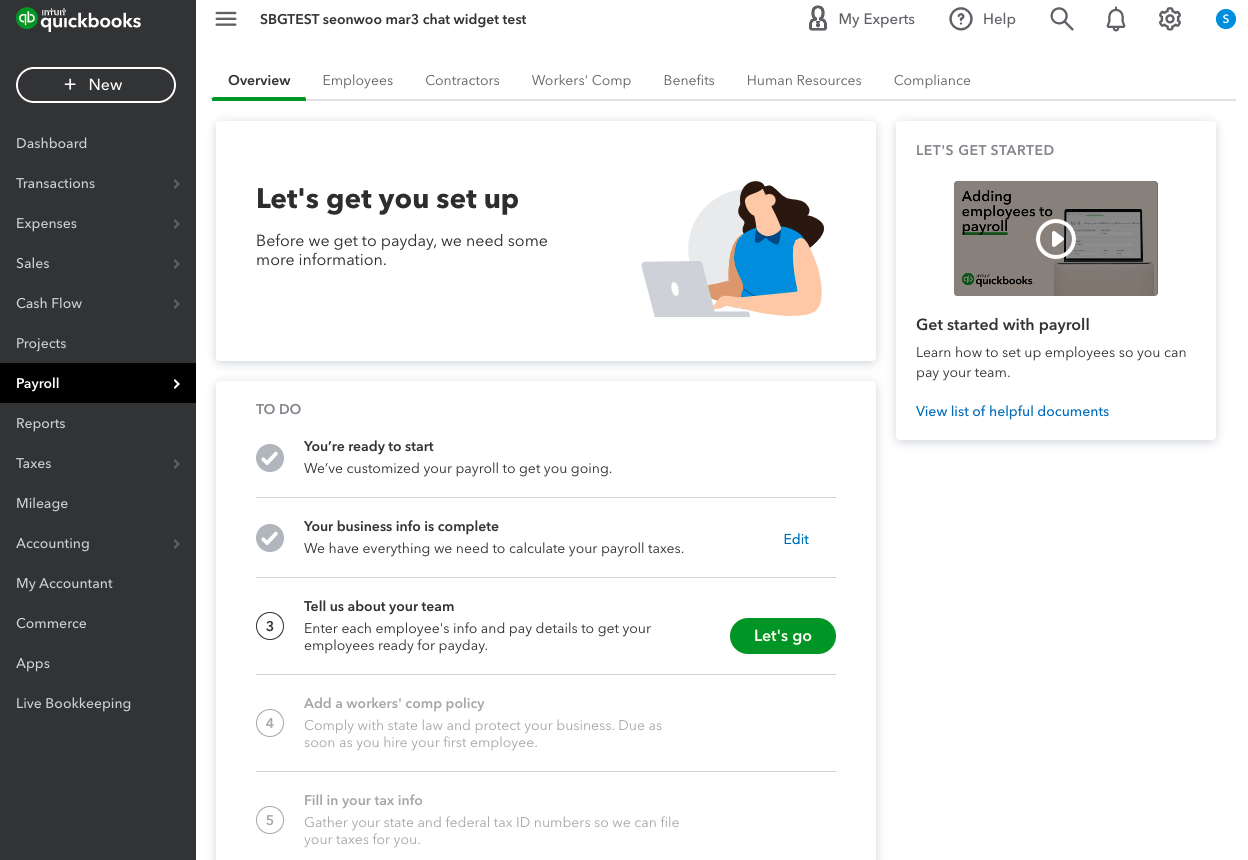 intuit
quickbooks
SBGTEST seonwoo mar3 chat widget test
My Experts
Help
S
+ New
Dashboard
Transactions
Expenses
Sales
Cash Flow
Projects
Payroll
Reports
Taxes
Mileage
Accounting
My Accountant
Commerce
Apps
Live Bookkeeping
Overview
Employees
Contractors
Workers' Comp
Benefits
Human Resources
Compliance
Let's get you set up
Before we get to payday, we need some
more information.
TO DO
You’re ready to start
We’ve customized your payroll to get you going.
Your business info is complete
We have everything we need to calculate your payroll taxes.
Edit
3
Tell us about your team
Enter each employee's info and pay details to get your
employees ready for payday.
Let's go
4
Add a workers' comp policy
Comply with state law and protect your business. Due as
soon as you hire your first employee.
5
Fill in your tax info
Gather your state and federal tax ID numbers so we can file
your taxes for you.
LET'S GET STARTED
Adding
employees to
payroll
intuit
quickbooks
Get started with payroll
Learn how to set up employees so you can
pay your team.
View list of helpful documents